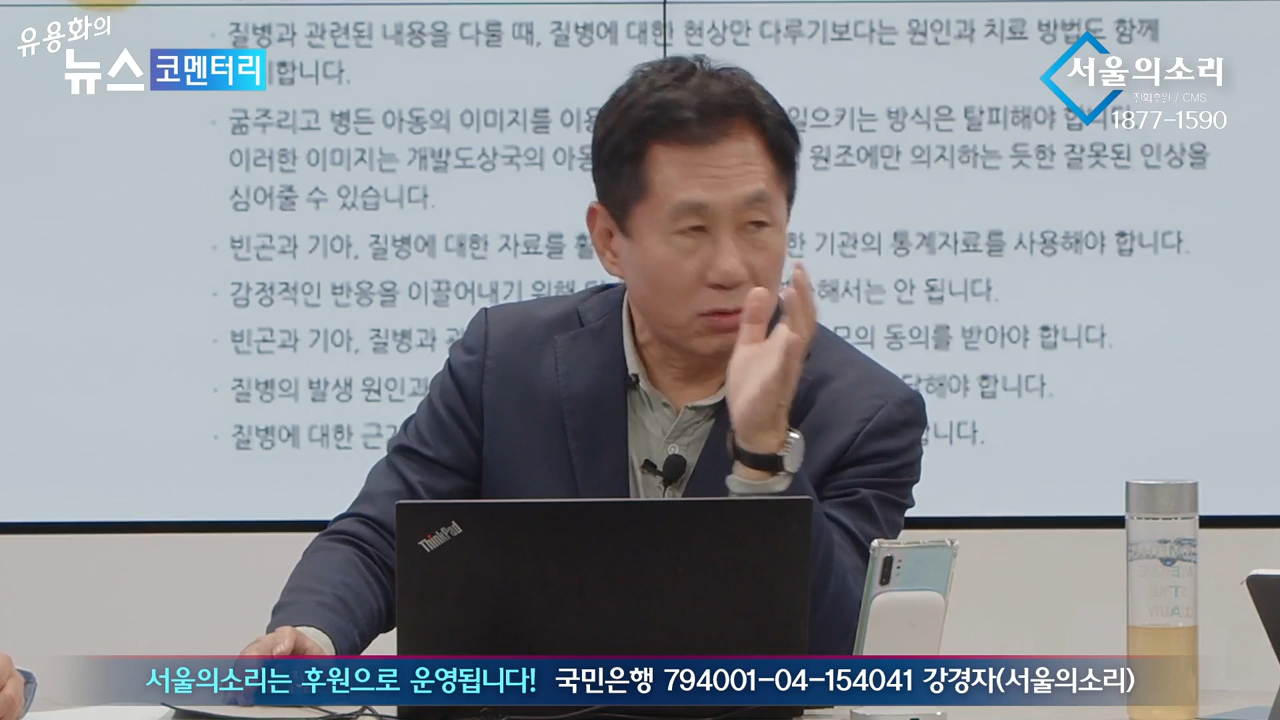 유용화의
뉴스 코멘터리
서울의소리
전화후원 / CMS
1877-1590
· 질병과 관련된 내용을 다룰 때, 질병에 대한 현상만 다루기보다는 원인과 치료 방법도 함께
합니다.
· 굶주리고 병든 아동의 이미지를 일으키는 방식은 탈피해야 합니다.
이러한 이미지는 개발도상국의 원조에만 의지하는 듯한 잘못된 인상을
심어줄 수 있습니다.
· 빈곤과 기아, 질병에 대한 자료를 기관의 통계자료를 사용해야 합니다.
· 감정적인 반응을 이끌어내기 위해 해서는 안 됩니다.
· 빈곤과 기아, 질병과 동의를 받아야 합니다.
· 질병의 발생 원인과 해야 합니다.
· 질병에 대한
ThinkPad
서울의소리는 후원으로 운영됩니다! 국민은행 794001-04-154041 강경자(서울의소리)